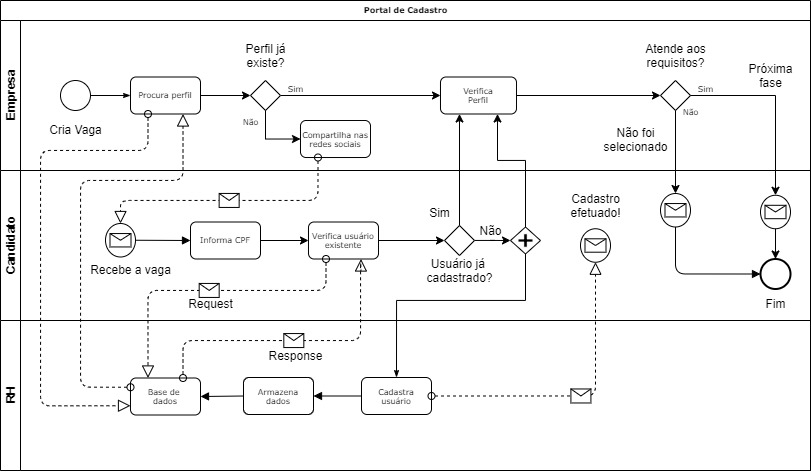 Portal de Cadastro
Empresa
Cria Vaga
Procura perfil
Perfil já
existe?
Sim
Não
Compartilha nas
redes sociais
Verifica
Perfil
Atende aos
requisitos?
Sim
Não
Próxima
fase
Não foi
selecionado
Candidato
Recebe a vaga
Informa CPF
Verifica usuário
existente
Sim
Não
Usuário já
cadastrado?
Cadastro
efetuado!
Fim
Request
Response
RH
Base de
dados
Armazena
dados
Cadastra
usuário